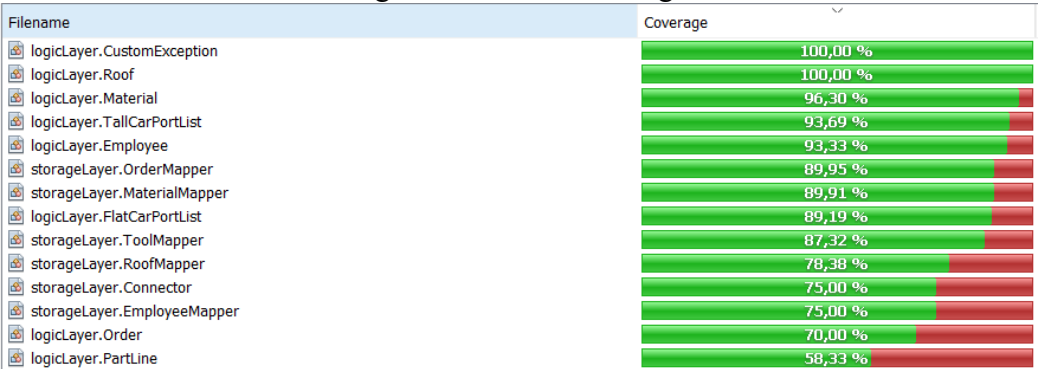 Filename Coverage
logicLayer.CustomException 100,00 %
logicLayer.Roof 100,00 %
logicLayer.Material 96,30 %
logicLayer.TallCarPortList 93,69 %
logicLayer.Employee 93,33 %
storageLayer.OrderMapper 89,95 %
storageLayer.MaterialMapper 89,91 %
logicLayer.FlatCarPortList 89,19 %
storageLayer.ToolMapper 87,32 %
storageLayer.RoofMapper 78,38 %
storageLayer.Connector 75,00 %
storageLayer.EmployeeMapper 75,00 %
logicLayer.Order 70,00 %
logicLayer.PartLine 58,33 %